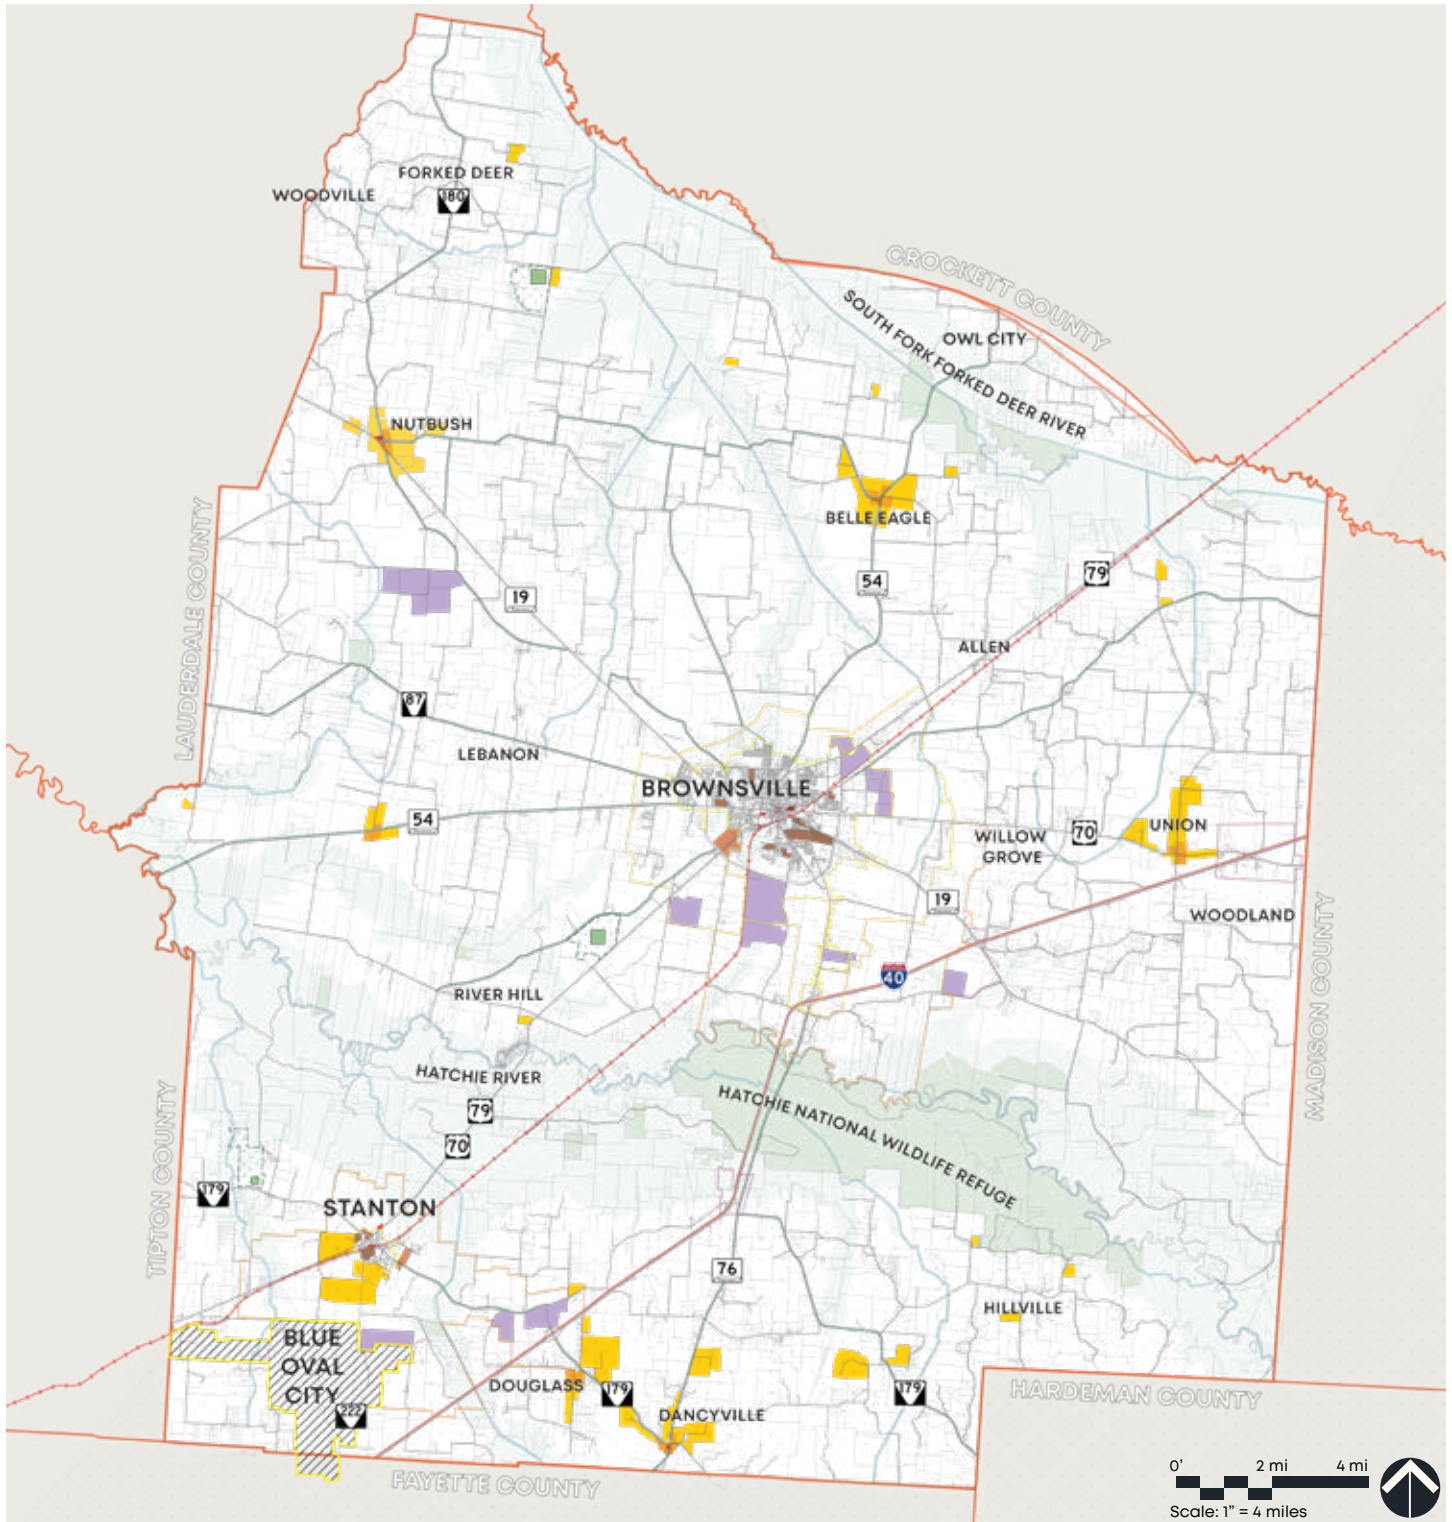 FORKED DEER
WOODVILLE
180
CROCKETT COUNTY
SOUTH FORK FORKED DEER RIVER
OWL CITY
NUTBUSH
BELLE EAGLE
LAUDERDALE COUNTY
54
79
19
ALLEN
87
LEBANON
BROWNSVILLE
54
WILLOW
GROVE
70
UNION
19
WOODLAND
40
RIVER HILL
MADISON COUNTY
HATCHIE RIVER
79
70
HATCHIE NATIONAL WILDLIFE REFUGE
TIPTON COUNTY
179
STANTON
76
HILLVILLE
BLUE
OVAL
CITY
222
DOUGLASS
179
179
DANCYVILLE
HARDEMAN COUNTY
FAYETTE COUNTY
0' 2 mi 4 mi
Scale: 1" = 4 miles